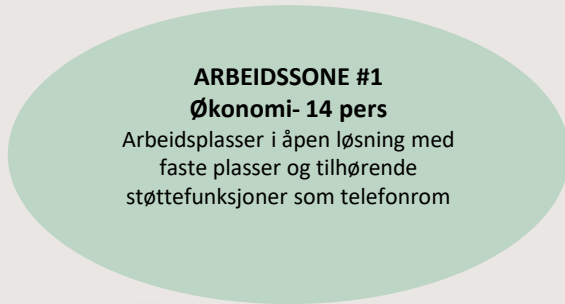 ARBEIDSSONE #1
Økonomi- 14 pers
Arbeidsplasser i åpen løsning med
faste plasser og tilhørende
støttefunksjoner som telefonrom